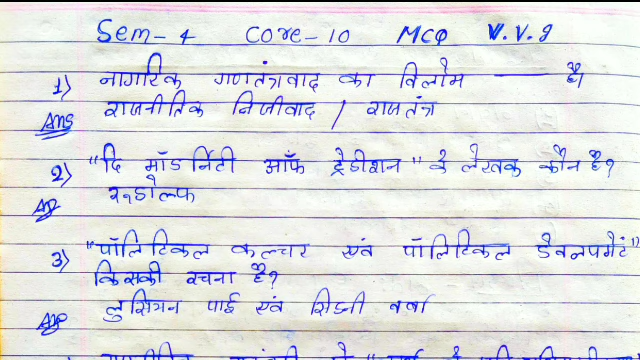 Sem-4 Core-10 MCQ V.V.I
1) नागरिक गणतंत्रवाद का विलोम —— है।
राजनीतिक निजीवाद / राजतंत्र
Ans
2) "दि मॉडर्निटी ऑफ ट्रेडीशन" के लेखक कौन है?
रुडोल्फ
3) "पॉलिटिकल कल्चर एवं पॉलिटिकल डेवलपमेंट"
किसकी रचना है?
लुसियन पाई एवं सिडनी वर्बा
Ans